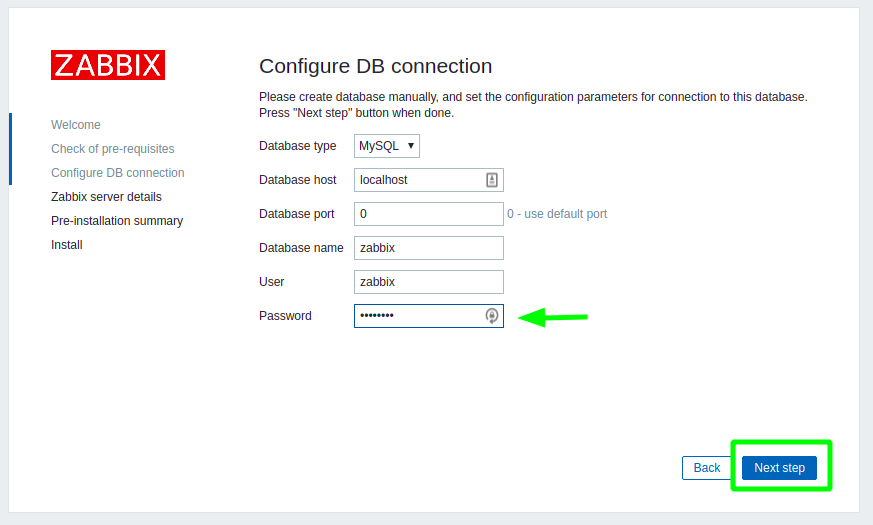 ZABBIX
Welcome
Check of pre-requisites
Configure DB connection
Zabbix server details
Pre-installation summary
Install
Configure DB connection
Please create database manually, and set the configuration parameters for connection to this database.
Press "Next step" button when done.
Database type MySQL ▼
Database host localhost
Database port 0 0 - use default port
Database name zabbix
User zabbix
Password ••••••••
Back Next step